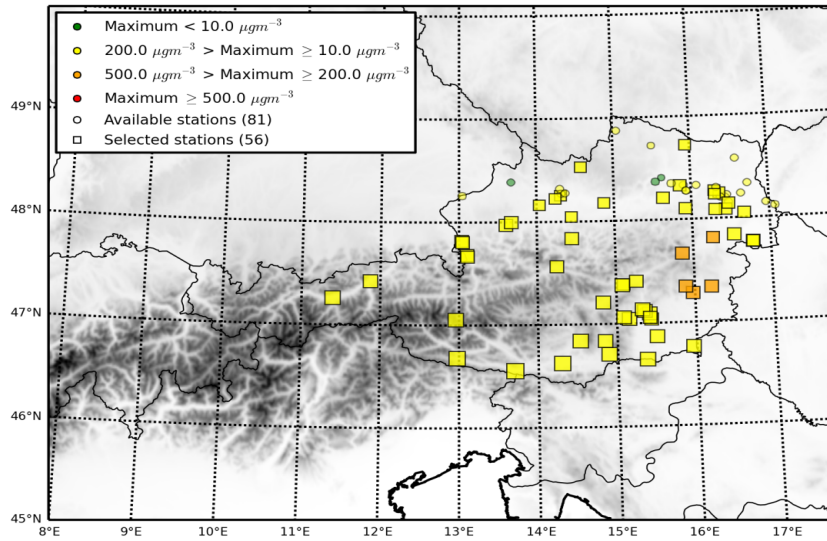 Maximum < 10.0 µgm⁻³
200.0 µgm⁻³ > Maximum ≥ 10.0 µgm⁻³
500.0 µgm⁻³ > Maximum ≥ 200.0 µgm⁻³
Maximum ≥ 500.0 µgm⁻³
Available stations (81)
Selected stations (56)
49°N
48°N
47°N
46°N
45°N
8°E 9°E 10°E 11°E 12°E 13°E 14°E 15°E 16°E 17°E